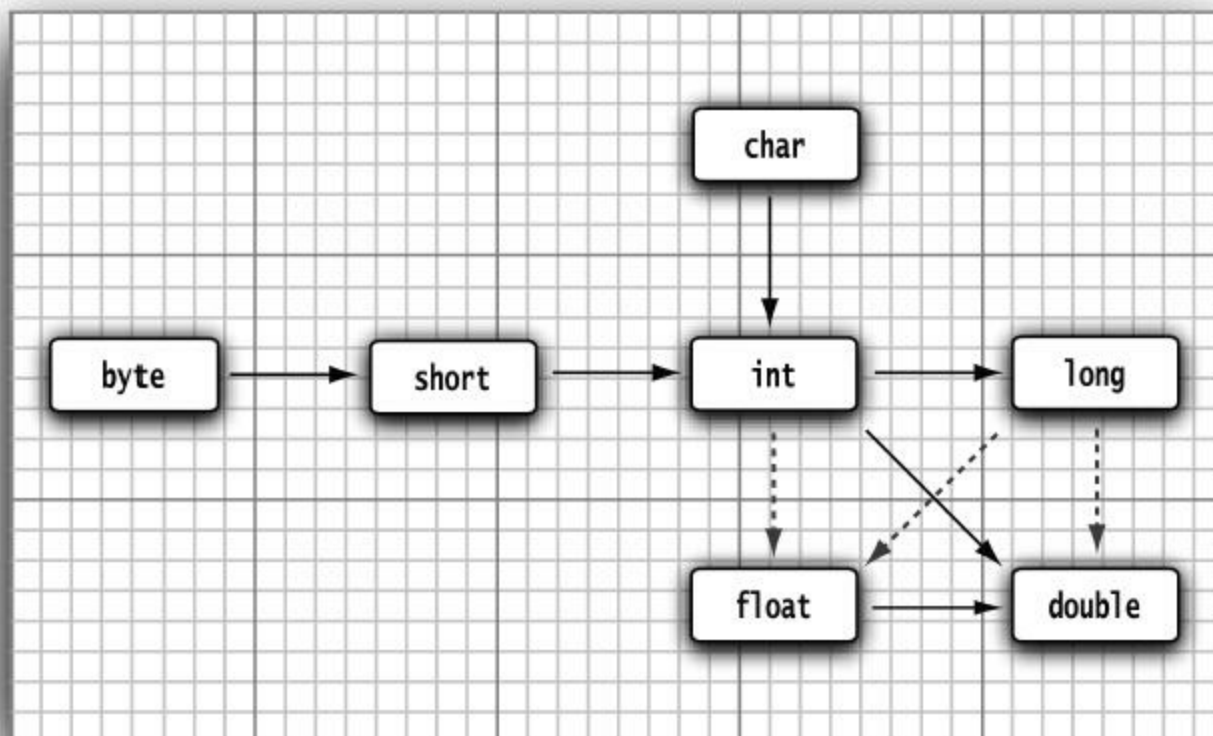 char
byte
short
int
long
float
double